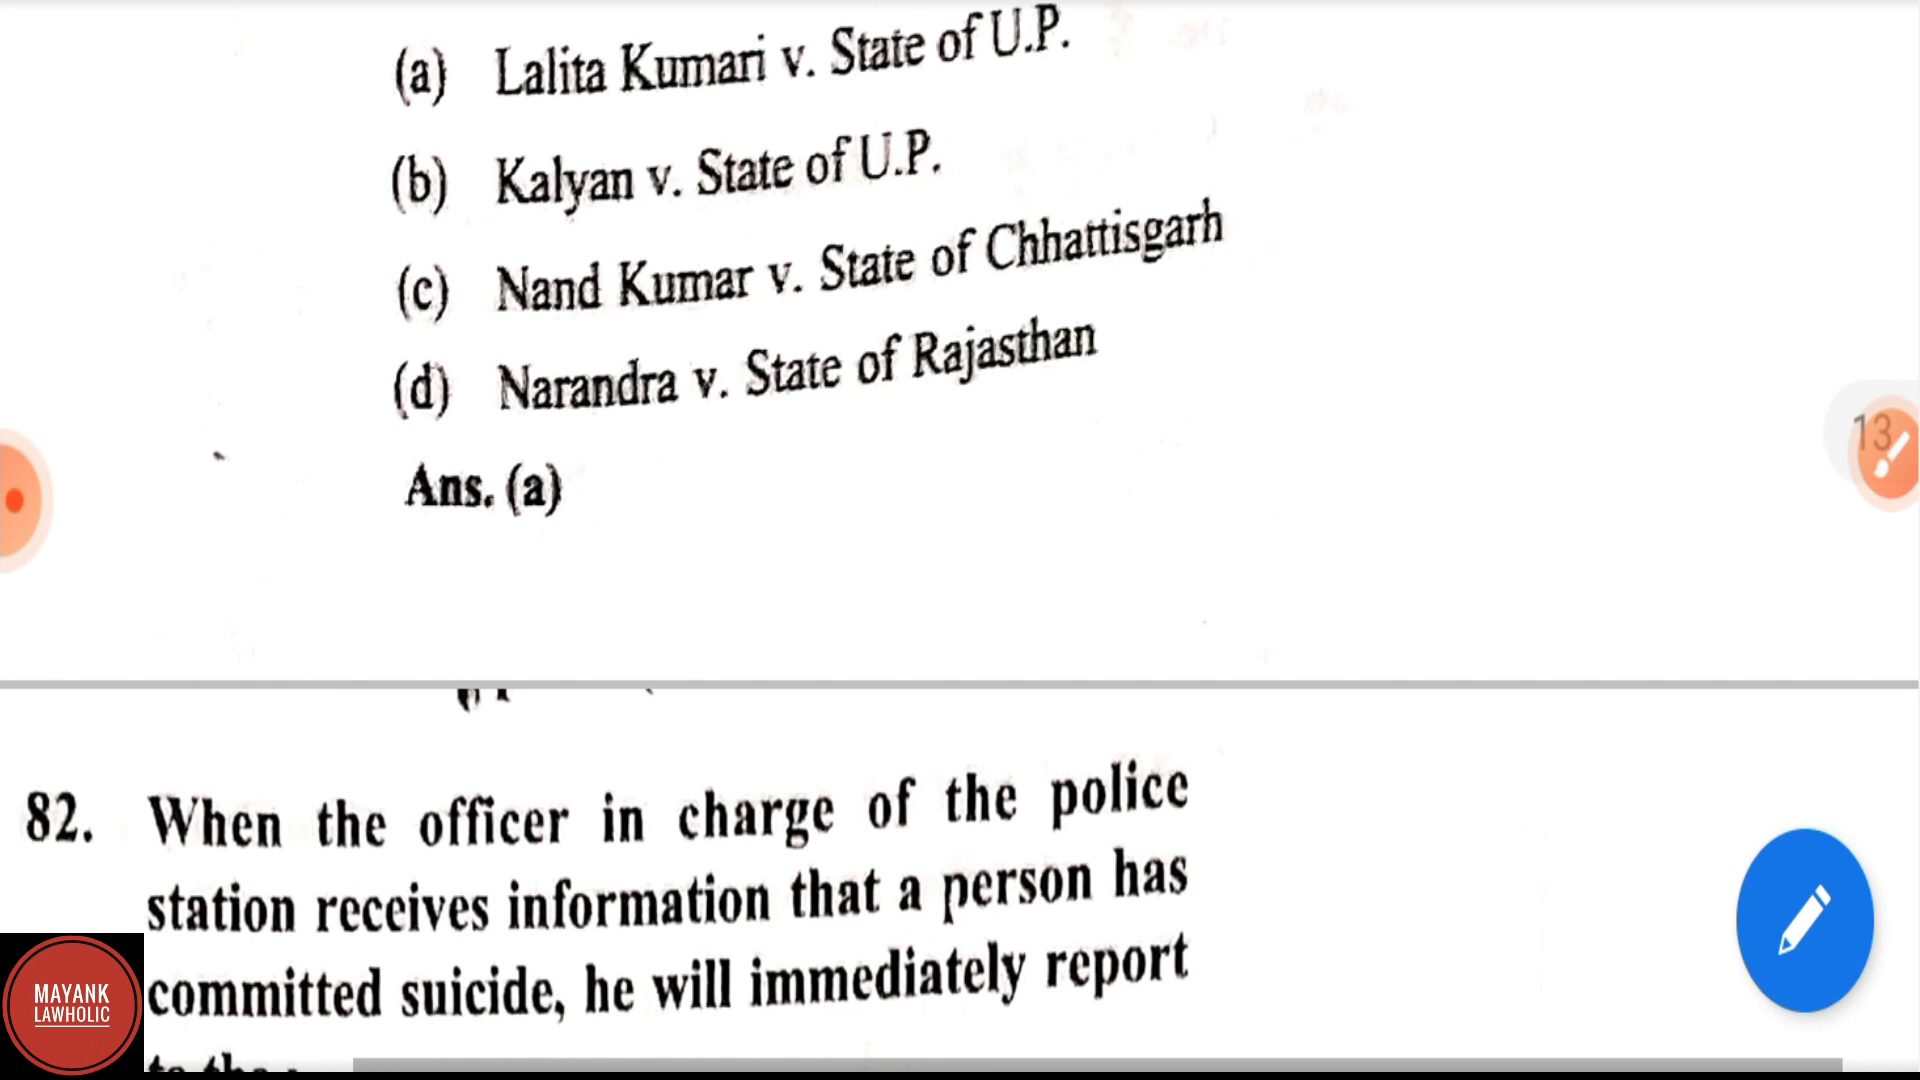 (a) Lalita Kumari v. State of U.P.
(b) Kalyan v. State of U.P.
(c) Nand Kumar v. State of Chhattisgarh
(d) Narandra v. State of Rajasthan
13
Ans. (a)
82. When the officer in charge of the police
station receives information that a person has
committed suicide, he will immediately report
MAYANK
LAWHOLIC